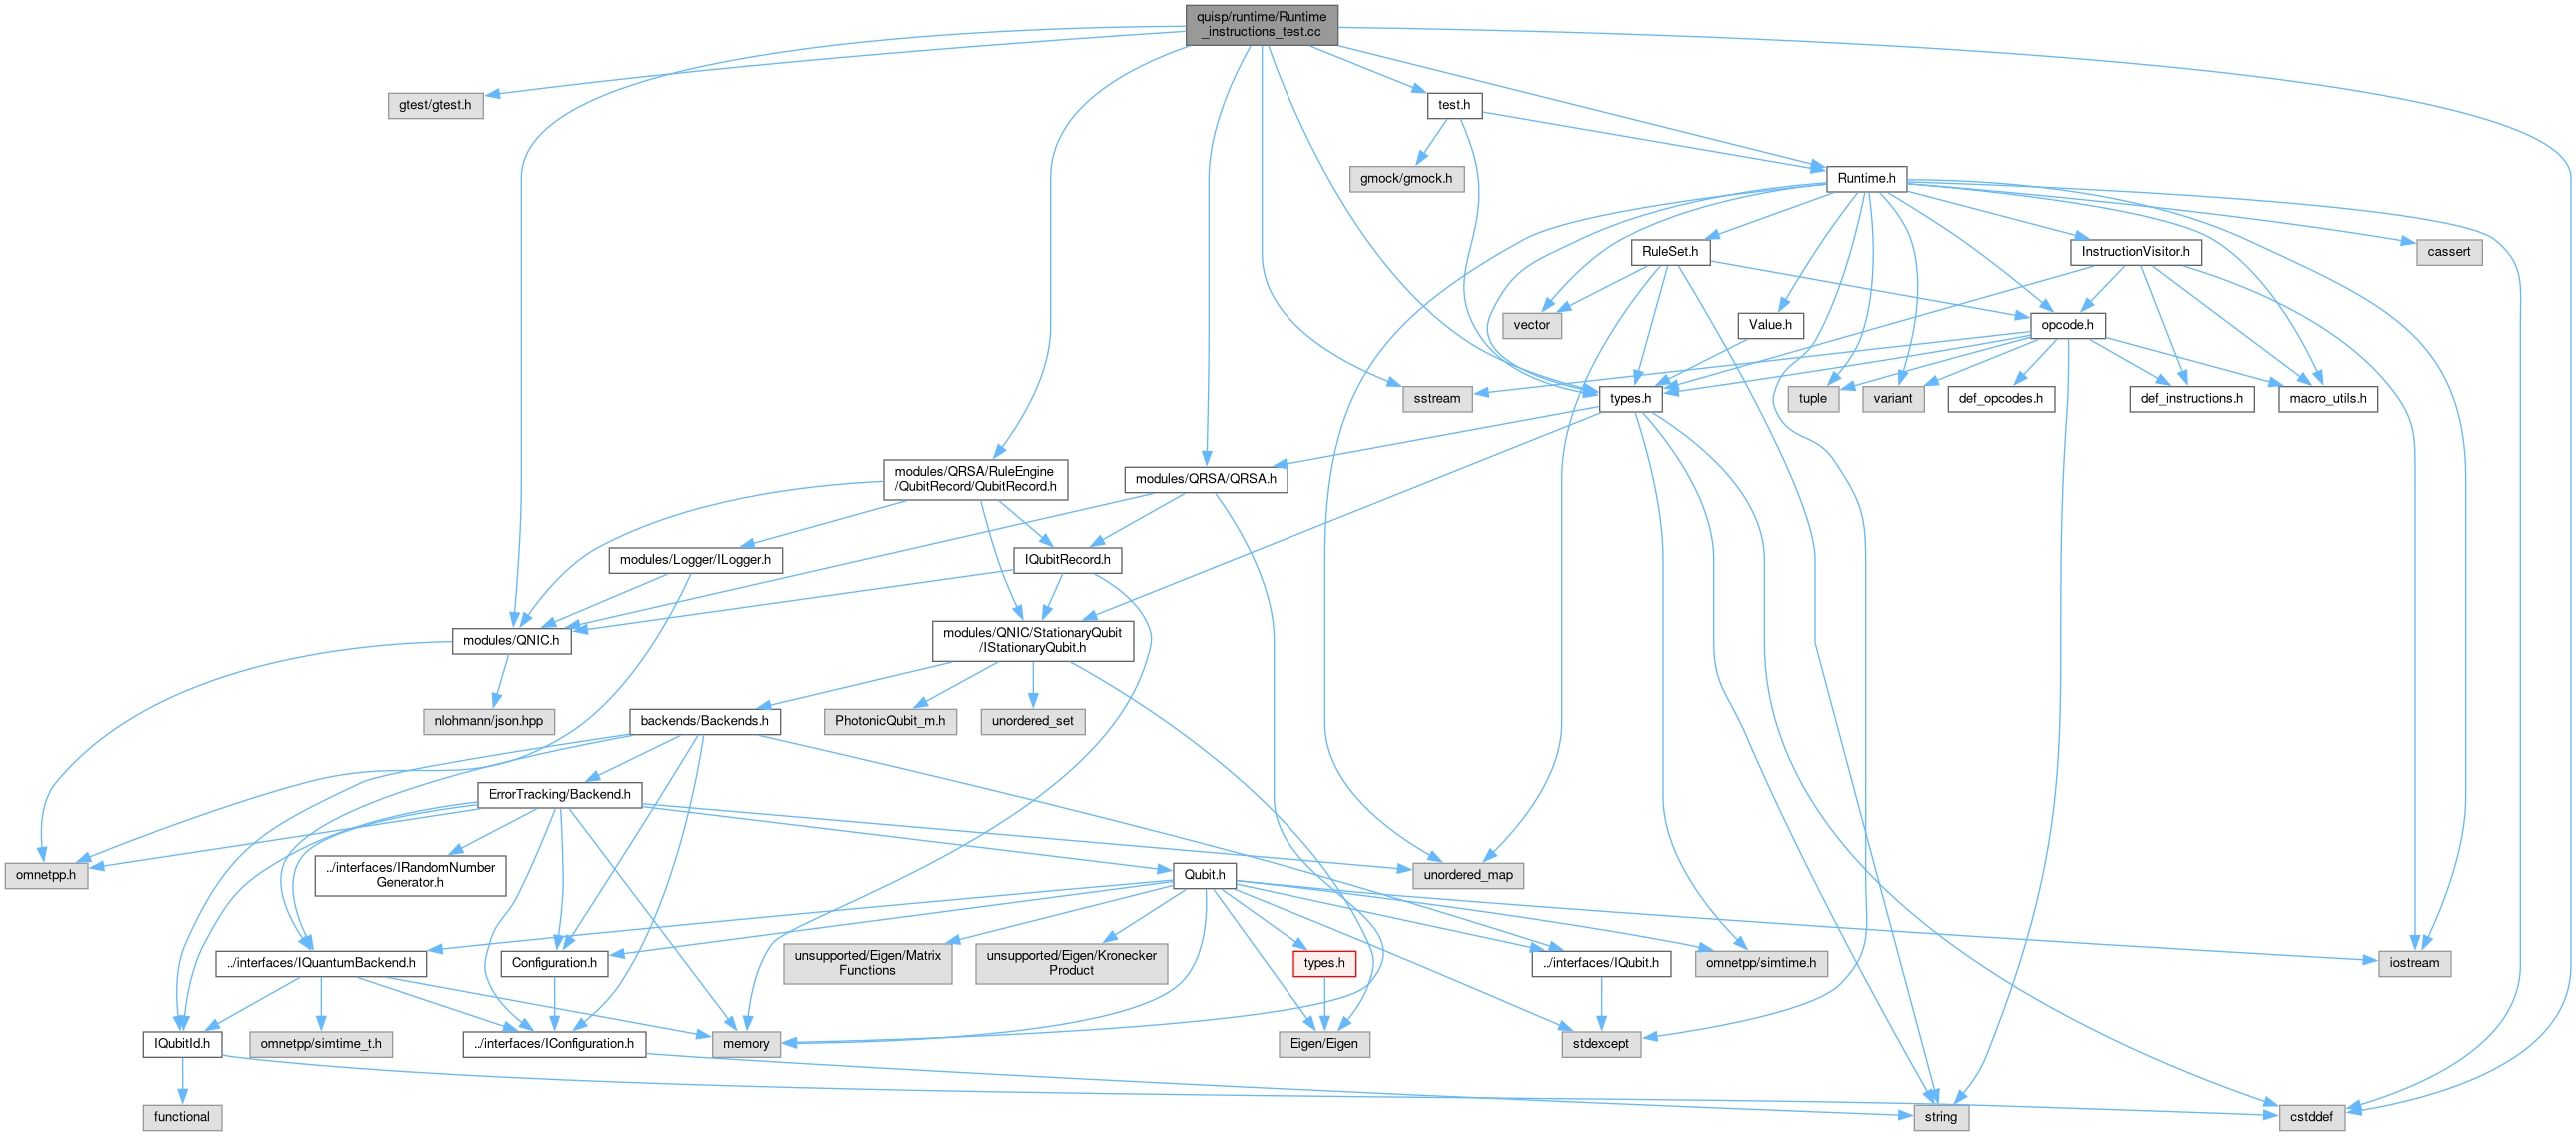 quisp/runtime/Runtime
_instructions_test.cc
gtest/gtest.h
test.h
gmock/gmock.h
Runtime.h
RuleSet.h
InstructionVisitor.h
cassert
vector
Value.h
opcode.h
sstream
types.h
tuple
variant
def_opcodes.h
def_instructions.h
macro_utils.h
modules/QRSA/RuleEngine
/QubitRecord/QubitRecord.h
modules/QRSA/QRSA.h
modules/Logger/ILogger.h
IQubitRecord.h
modules/QNIC.h
modules/QNIC/StationaryQubit
/IStationaryQubit.h
nlohmann/json.hpp
backends/Backends.h
PhotonicQubit_m.h
unordered_set
ErrorTracking/Backend.h
omnetpp.h
../interfaces/IRandomNumber
Generator.h
Qubit.h
unordered_map
../interfaces/IQuantumBackend.h
Configuration.h
unsupported/Eigen/Matrix
Functions
unsupported/Eigen/Kronecker
Product
types.h
../interfaces/IQubit.h
omnetpp/simtime.h
iostream
IQubitId.h
omnetpp/simtime_t.h
../interfaces/IConfiguration.h
memory
Eigen/Eigen
stdexcept
functional
string
cstddef